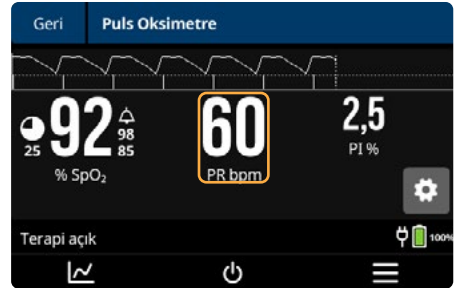 Geri Puls Oksimetre
92 60 2,5
25 98 85
% SpO₂ PR bpm PI %
Terapi açık 100%